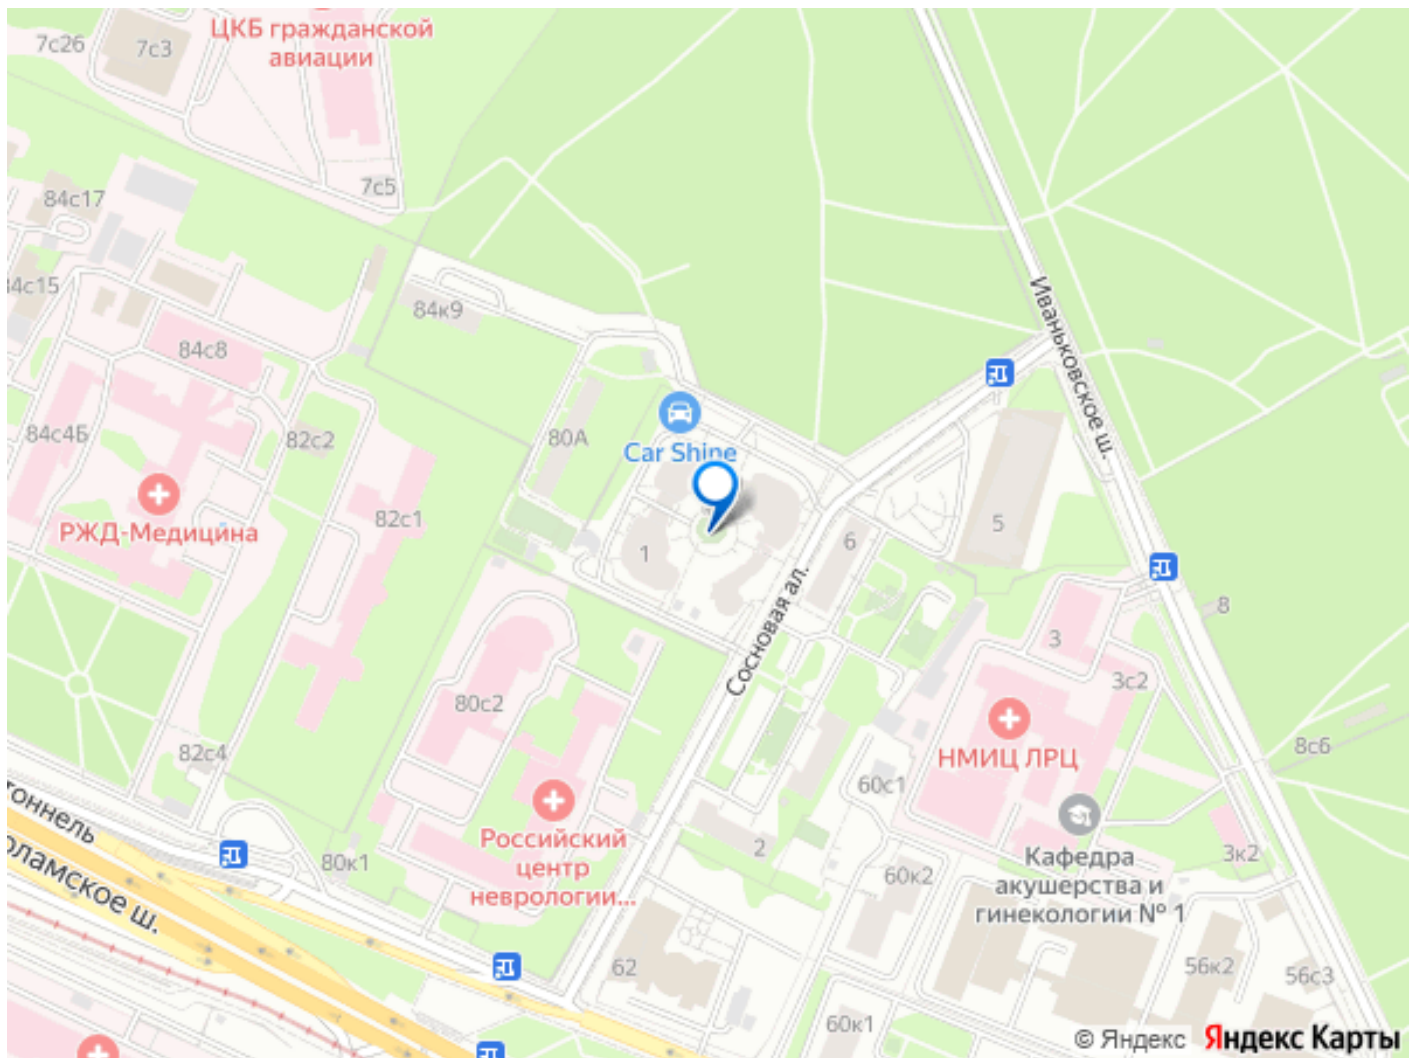 ЦКБ гражданской
авиации
7с26
7с3
7с5
84с17
84с15
84к9
84с8
84с4Б
82с2
80А
Car Shine
РЖД-Медицина
82с1
1
6
5
Иваньковское ш.
Сосновая ал.
8
3
3с2
80с2
НМИЦ ЛРЦ
8с6
82с4
60с1
тоннель
80к1
Российский
центр
неврологии...
2
Кафедра
акушерства и
гинекологии № 1
3к2
60к2
оламское ш.
62
56к2
56с3
60к1
© Яндекс Яндекс Карты